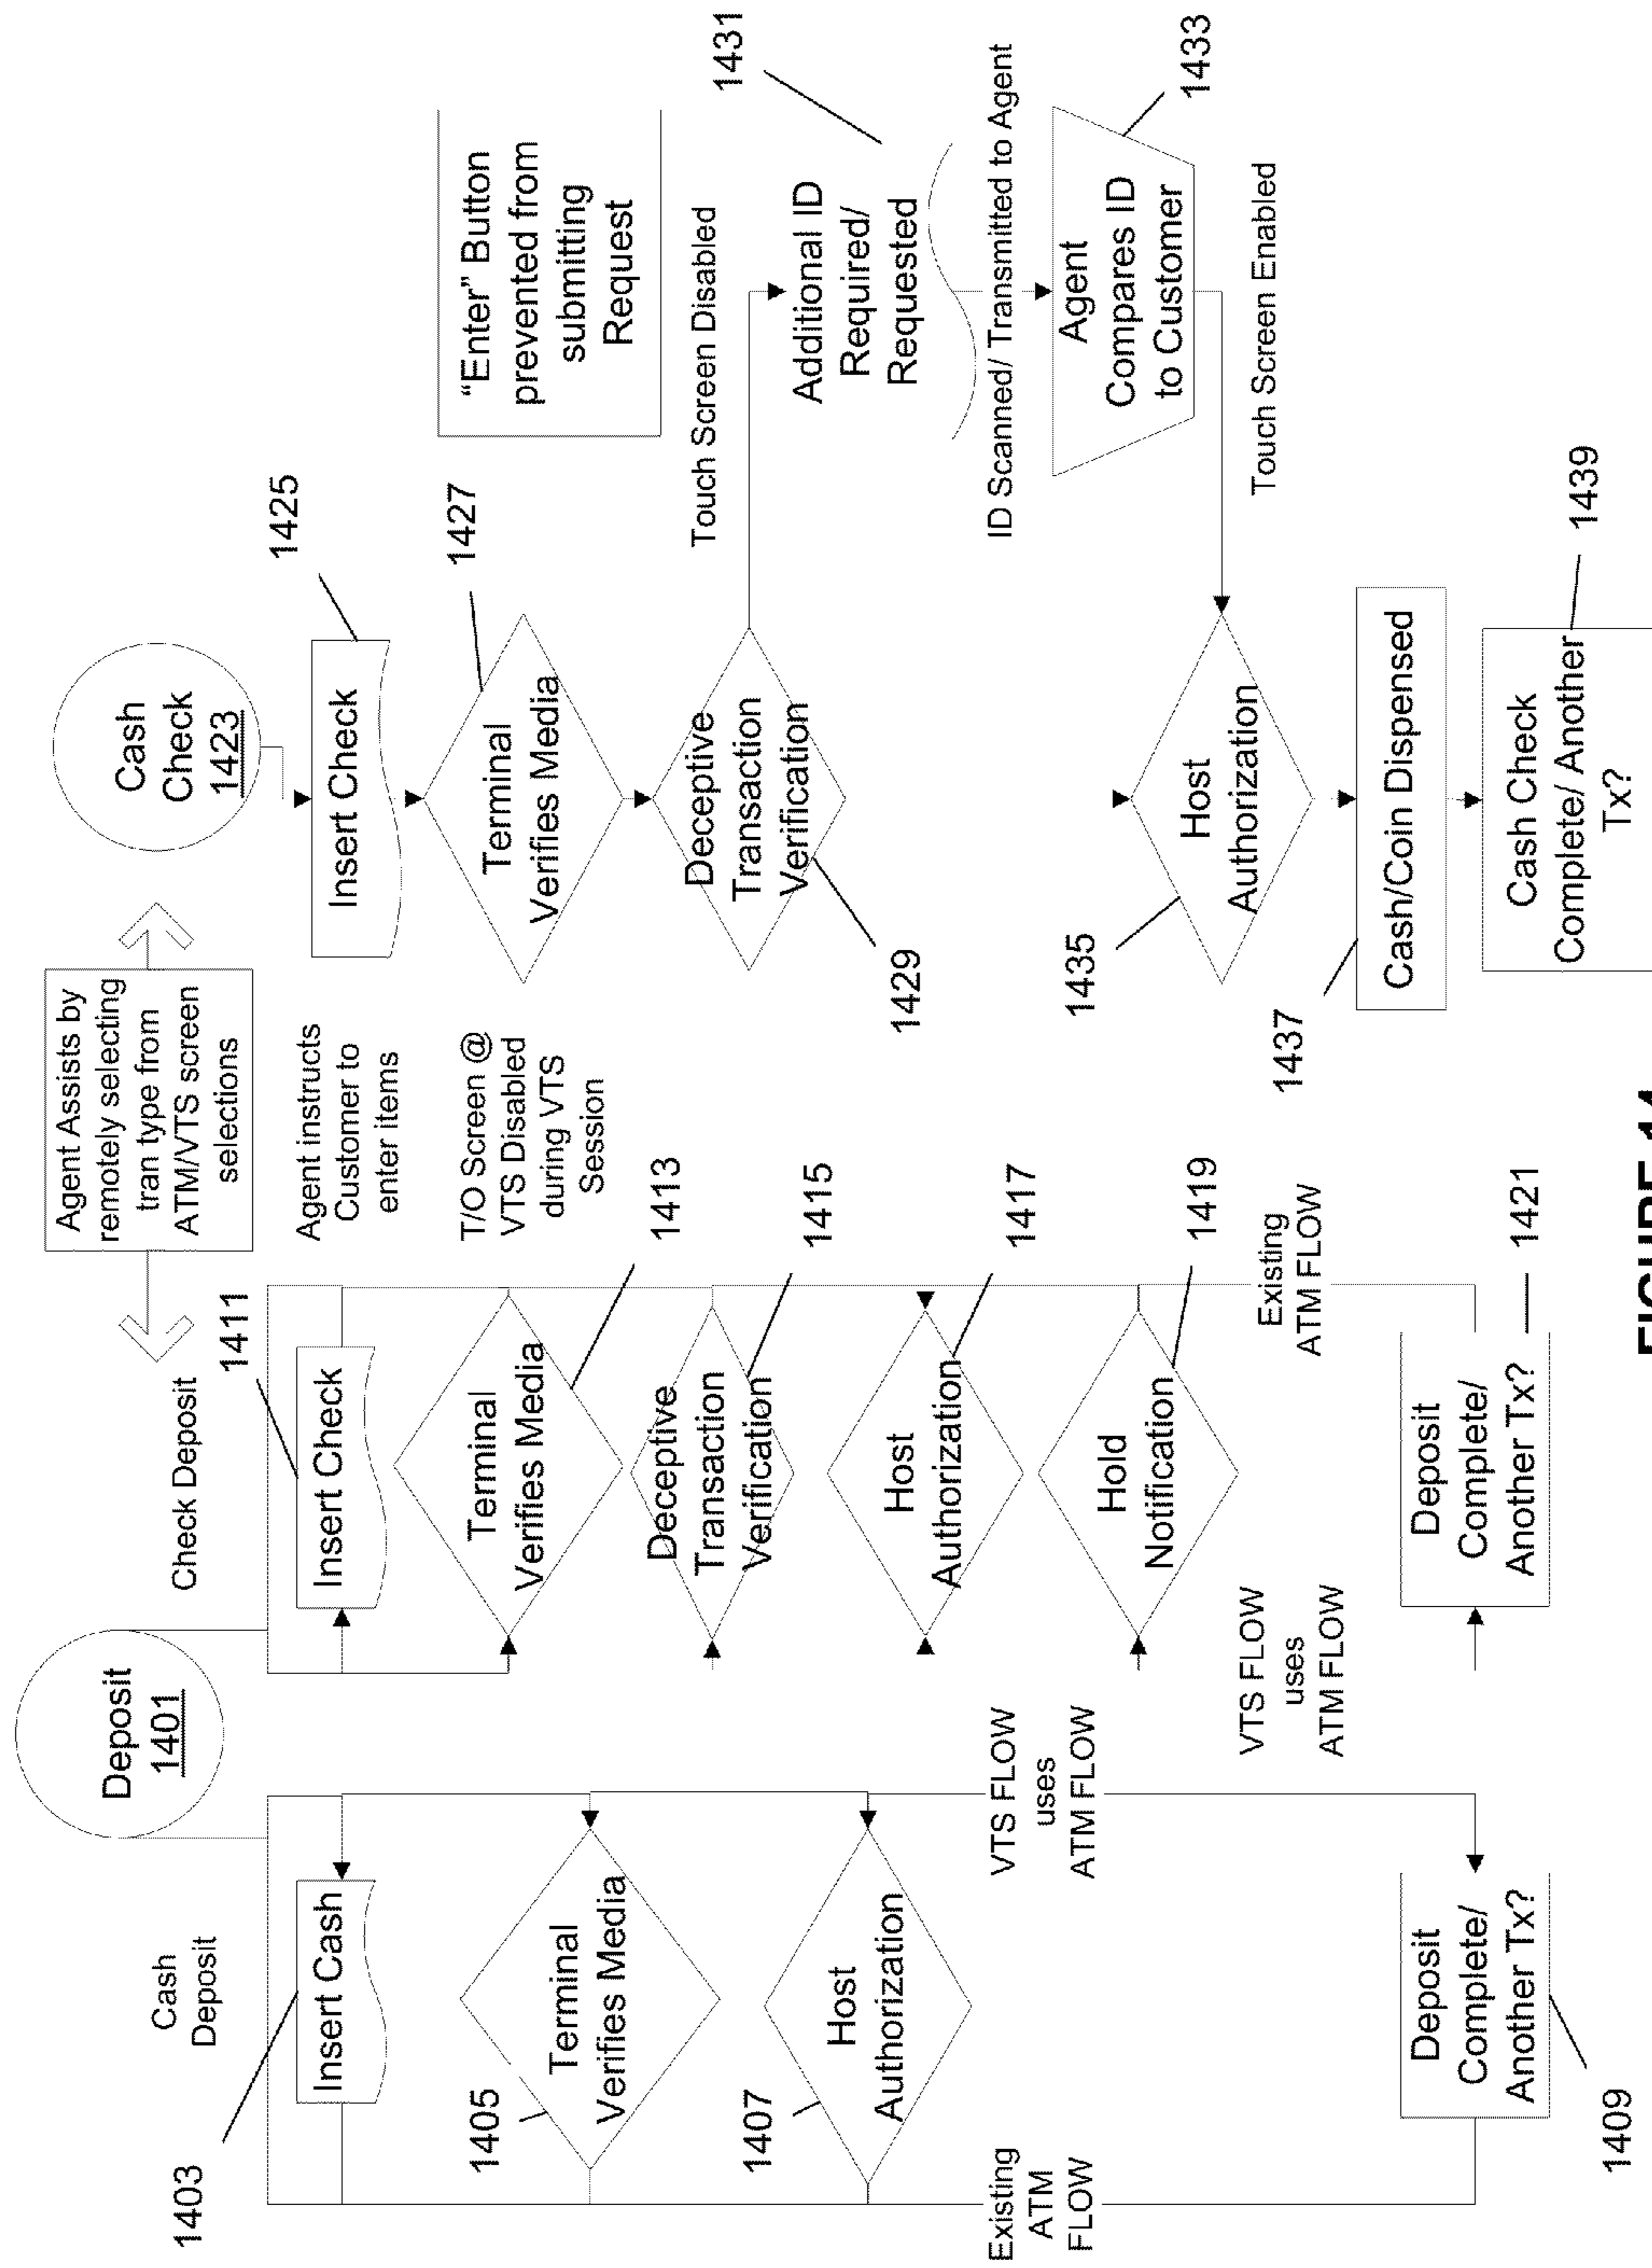 Deposit
1401
Cash
Deposit
Check Deposit
Agent Assists by
remotely selecting
tran type from
ATM/VTS screen
selections
Cash
Check
1423
1403
Insert Cash
1405
Terminal
Verifies Media
1407
Host
Authorization
Existing
ATM
FLOW
VTS FLOW
uses
ATM FLOW
Deposit
Complete/
Another Tx?
1409
1411
Insert Check
Terminal
Verifies Media
1413
Deceptive
Transaction
Verification
1415
Host
Authorization
1417
Hold
Notification
1419
VTS FLOW
uses
ATM FLOW
Existing
ATM FLOW
Deposit
Complete/
Another Tx?
1421
Agent instructs
Customer to
enter items
T/O Screen @
VTS Disabled
during VTS
Session
Insert Check
1425
Terminal
Verifies Media
1427
Deceptive
Transaction
Verification
1429
"Enter" Button
prevented from
submitting
Request
Touch Screen Disabled
Additional ID
Required/
Requested
1431
ID Scanned/ Transmitted to Agent
Agent
Compares ID
to Customer
1433
Touch Screen Enabled
1435
Host
Authorization
1437
Cash/Coin Dispensed
Cash Check
Complete/ Another
Tx?
1439
FIGURE 14